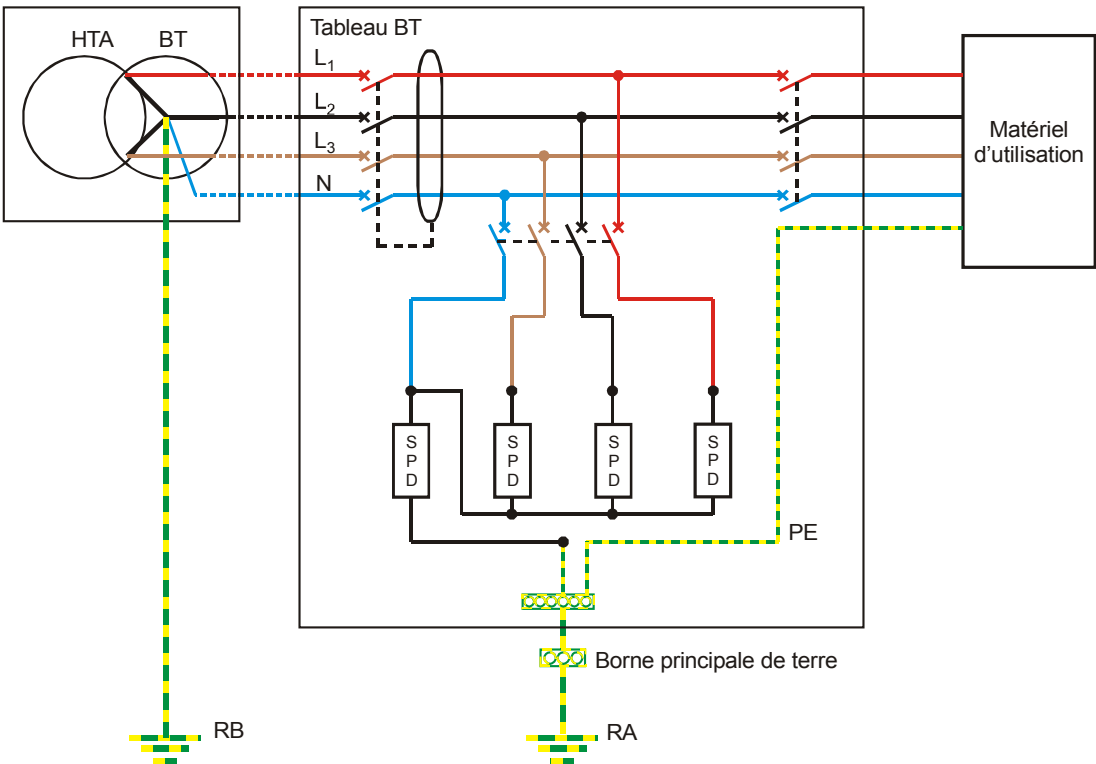 HTA BT
Tableau BT
L1
L2
L3
N
Matériel
d'utilisation
S
P
D
S
P
D
S
P
D
S
P
D
PE
Borne principale de terre
RB
RA